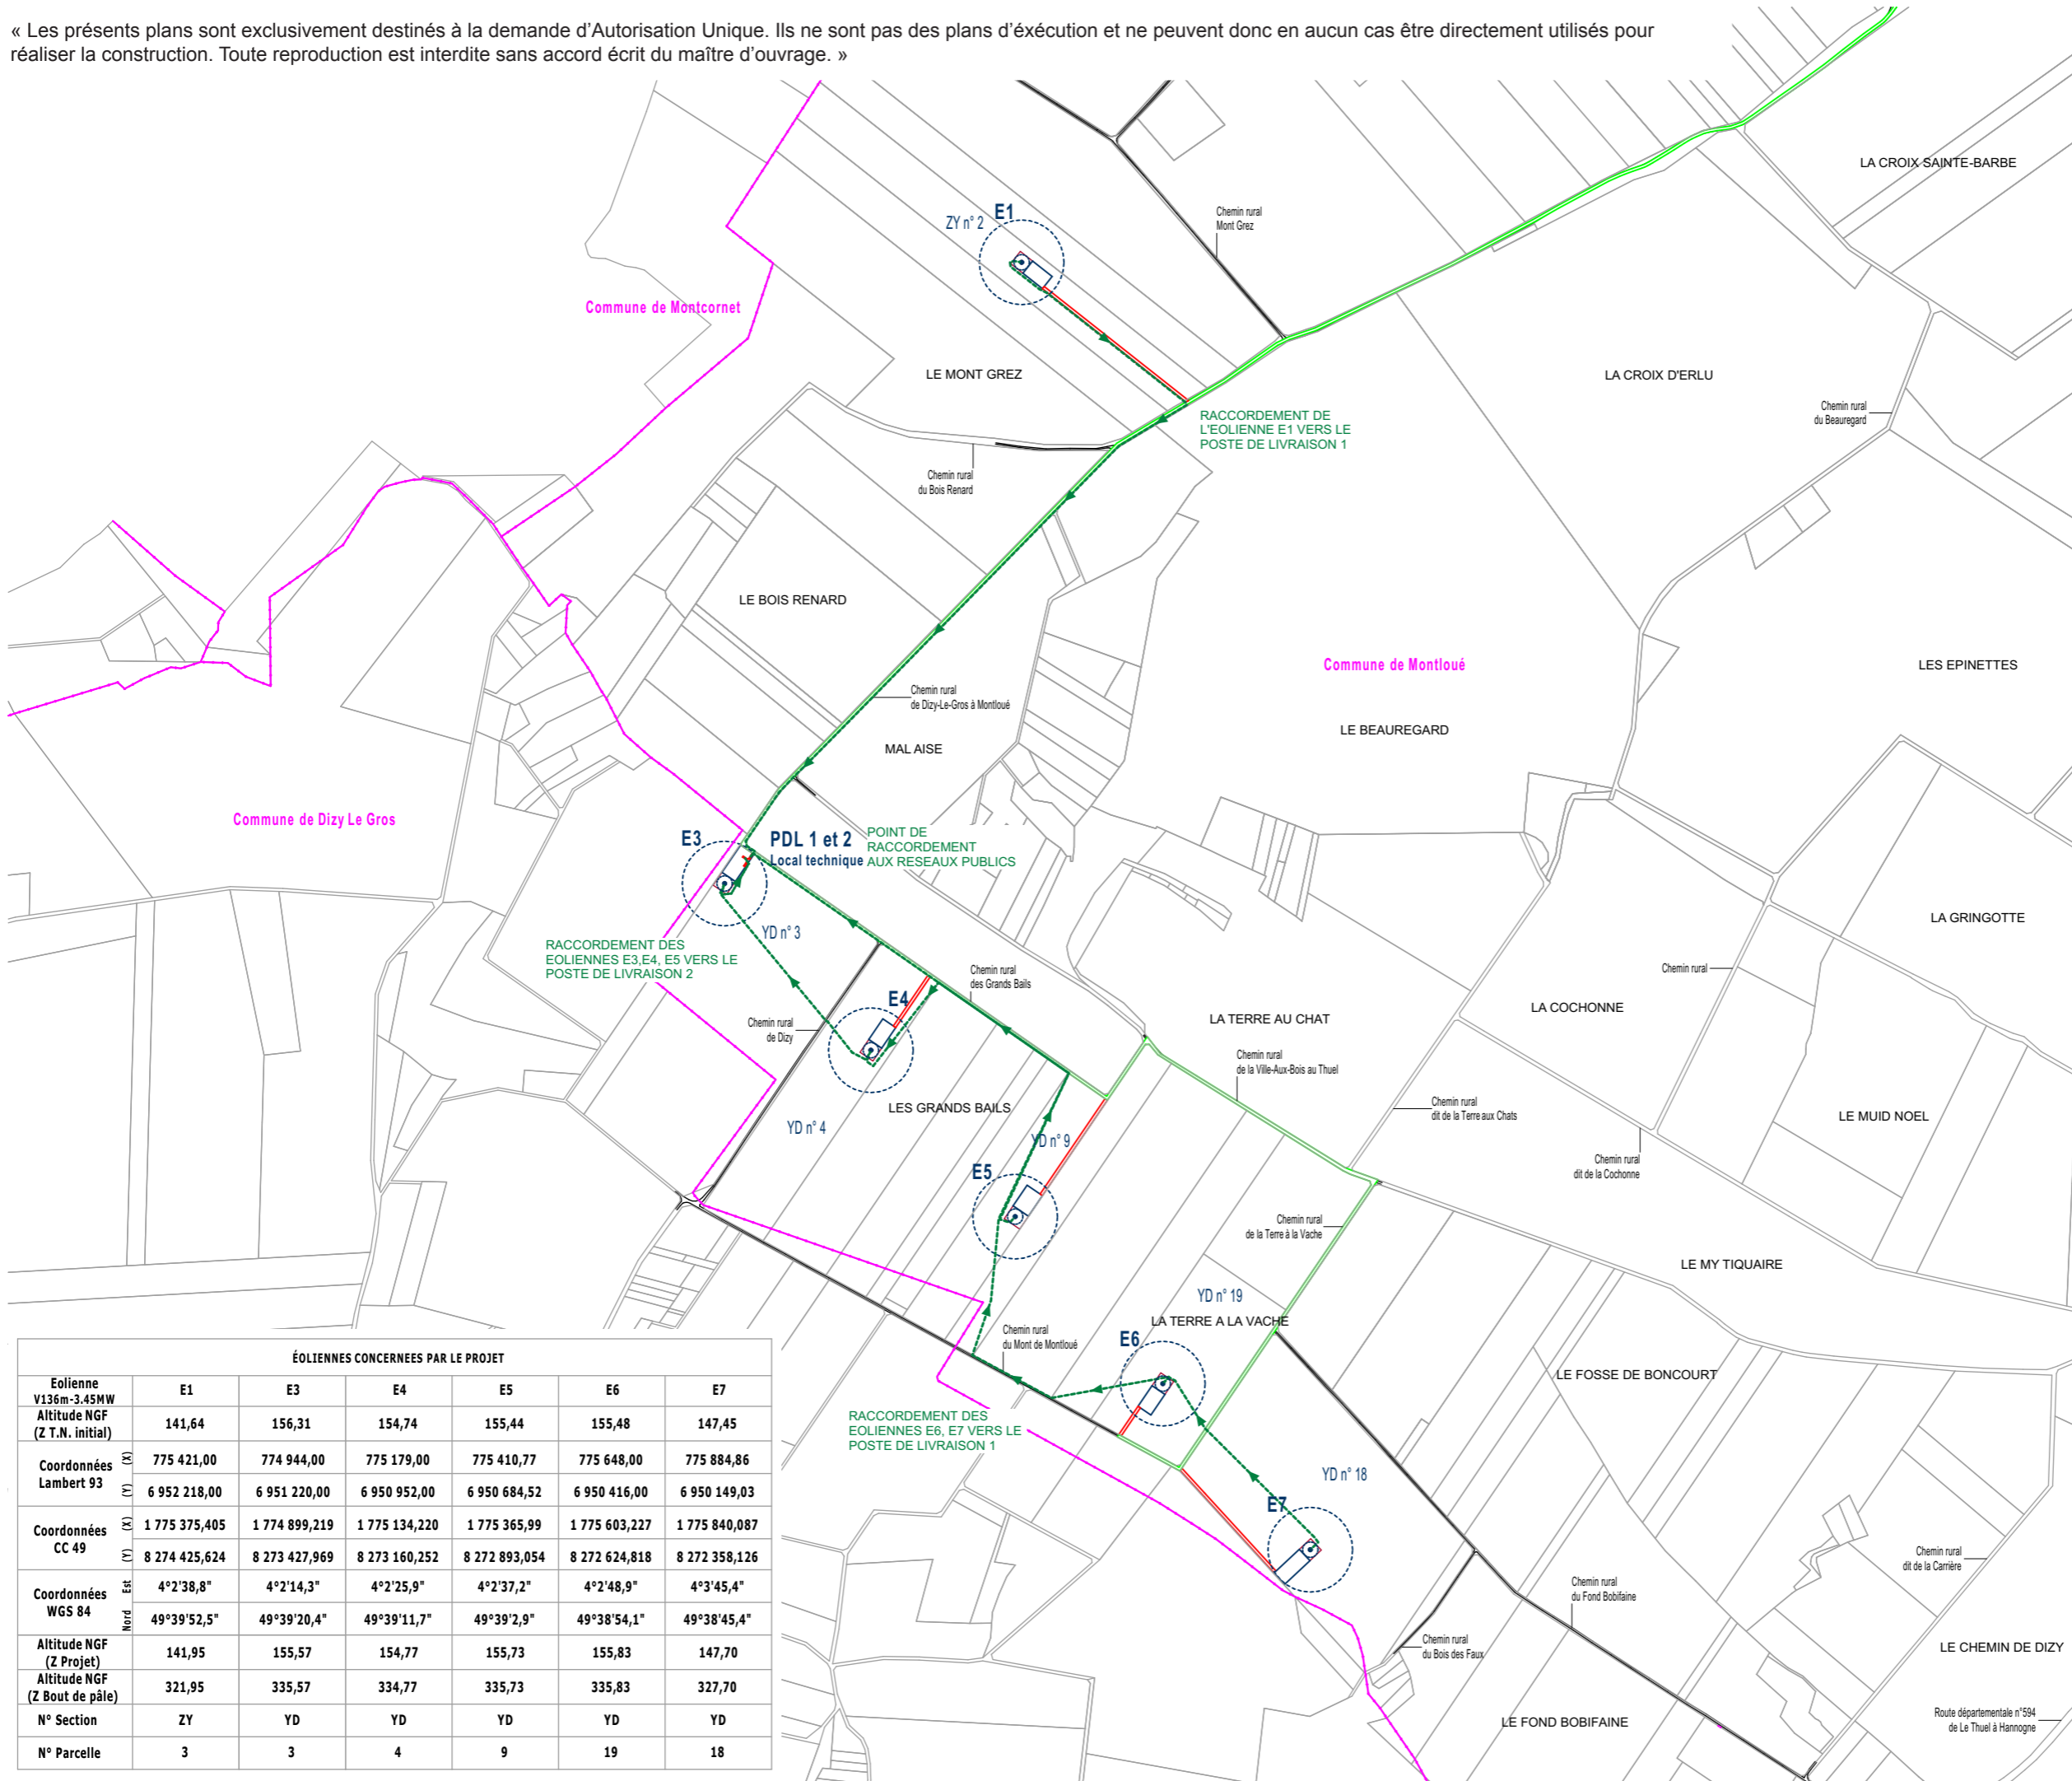 « Les présents plans sont exclusivement destinés à la demande d'Autorisation Unique. Ils ne sont pas des plans d'éxécution et ne peuvent donc en aucun cas être directement utilisés pour
réaliser la construction. Toute reproduction est interdite sans accord écrit du maître d'ouvrage. »
LA CROIX SAINTE-BARBE
E1
ZY n° 2
Chemin rural
Mont Grez
Commune de Montcornet
LE MONT GREZ
LA CROIX D'ERLU
Chemin rural
du Beauregard
RACCORDEMENT DE
L'EOLIENNE E1 VERS LE
POSTE DE LIVRAISON 1
Chemin rural
du Bois Renard
LE BOIS RENARD
Commune de Montloué
LES EPINETTES
Chemin rural
de Dizy-Le-Gros à Montloué
LE BEAUREGARD
MAL AISE
Commune de Dizy Le Gros
E3
PDL 1 et 2
Local technique
POINT DE
RACCORDEMENT
AUX RESEAUX PUBLICS
LA GRINGOTTE
YD n° 3
RACCORDEMENT DES
EOLIENNES E3,E4, E5 VERS LE
POSTE DE LIVRAISON 2
Chemin rural
des Grands Bails
Chemin rural
E4
LA COCHONNE
Chemin rural
de Dizy
LA TERRE AU CHAT
Chemin rural
de la Ville-Aux-Bois au Thuel
Chemin rural
dit de la Terre aux Chats
LES GRANDS BAILS
LE MUID NOEL
YD n° 4
YD n° 9
Chemin rural
dit de la Cochonne
E5
Chemin rural
de la Terre à la Vache
LE MY TIQUAIRE
YD n° 19
LA TERRE A LA VACHE
Chemin rural
du Mont de Montloué
E6
LE FOSSE DE BONCOURT
RACCORDEMENT DES
EOLIENNES E6, E7 VERS LE
POSTE DE LIVRAISON 1
YD n° 18
E7
Chemin rural
dit de la Carrière
Chemin rural
du Fond Bobifaine
Chemin rural
du Bois des Faux
LE CHEMIN DE DIZY
LE FOND BOBIFAINE
Route départementale n°594
de Le Thuel à Hannogne
ÉOLIENNES CONCERNEES PAR LE PROJET
Eolienne
V136m-3.45MW E1 E3 E4 E5 E6 E7
Altitude NGF
(Z T.N. initial) 141,64 156,31 154,74 155,44 155,48 147,45
Coordonnées
Lambert 93
(X) 775 421,00 774 944,00 775 179,00 775 410,77 775 648,00 775 884,86
(Y) 6 952 218,00 6 951 220,00 6 950 952,00 6 950 684,52 6 950 416,00 6 950 149,03
Coordonnées
CC 49
(X) 1 775 375,405 1 774 899,219 1 775 134,220 1 775 365,99 1 775 603,227 1 775 840,087
(Y) 8 274 425,624 8 273 427,969 8 273 160,252 8 272 893,054 8 272 624,818 8 272 358,126
Coordonnées
WGS 84
Est 4°2'38,8" 4°2'14,3" 4°2'25,9" 4°2'37,2" 4°2'48,9" 4°3'45,4"
Nord 49°39'52,5" 49°39'20,4" 49°39'11,7" 49°39'2,9" 49°38'54,1" 49°38'45,4"
Altitude NGF
(Z Projet) 141,95 155,57 154,77 155,73 155,83 147,70
Altitude NGF
(Z Bout de pâle) 321,95 335,57 334,77 335,73 335,83 327,70
N° Section ZY YD YD YD YD YD
N° Parcelle 3 3 4 9 19 18